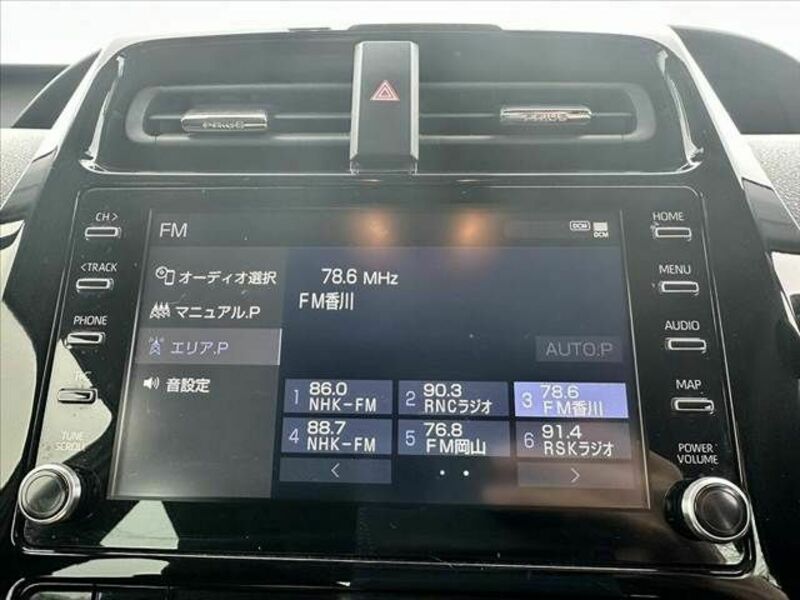 CH >
<TRACK
PHONE
TUNE
SCROLL
FM
DCM
DCM
オーディオ選択
マニュアル.P
エリア.P
音設定
78.6 MHz
FM香川
AUTO.P
1 86.0 NHK-FM
2 90.3 RNCラジオ
3 78.6 FM香川
4 88.7 NHK-FM
5 76.8 FM岡山
6 91.4 RSKラジオ
<
>
HOME
MENU
AUDIO
MAP
POWER
VOLUME